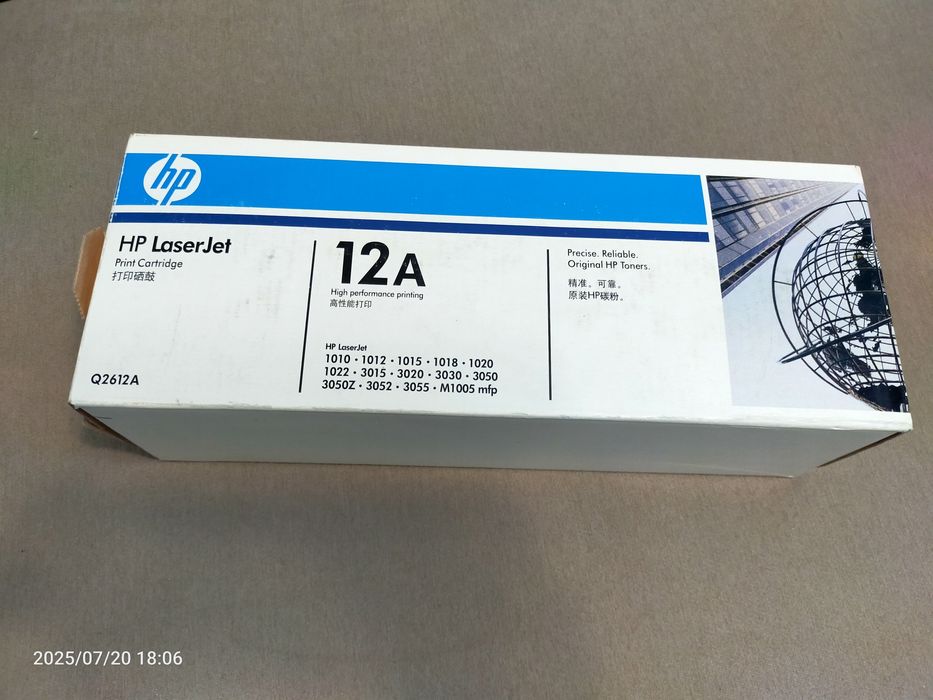 hp
HP LaserJet
Print Cartridge
打印硒鼓
Q2612A
12A
High performance printing
高性能打印
HP LaserJet
1010 • 1012 • 1015 • 1018 • 1020
1022 • 3015 • 3020 • 3030 • 3050
3050Z • 3052 • 3055 • M1005 mfp
Precise. Reliable.
Original HP Toners.
精准。可靠。
原装HP碳粉。
2025/07/20 18:06